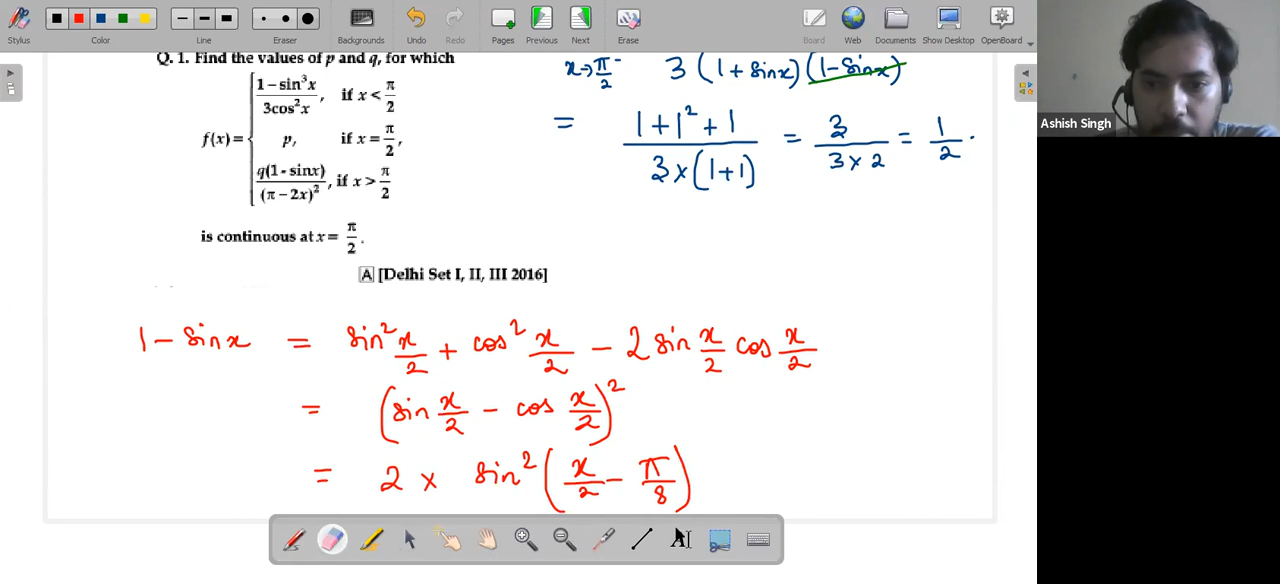 Stylus Color Line Eraser Backgrounds Undo Redo Pages Previous Next Erase Board Web Documents Show Desktop OpenBoard
Q. 1. Find the values of p and q, for which
f(x) = { (1 − sin³x)/(3cos²x), if x < π/2
p, if x = π/2,
q(1 - sinx)/(π − 2x)², if x > π/2
is continuous at x = π/2.
A [Delhi Set I, II, III 2016]
x→π/2⁻ 3(1 + sinx)(1 − sinx)
= (1 + 1² + 1)/(3 × (1 + 1)) = 3/(3 × 2) = 1/2.
1 − sinx = sin² x/2 + cos² x/2 − 2 sin x/2 cos x/2
= (sin x/2 − cos x/2)²
= 2 × sin² (x/2 − π/8)
Ashish Singh